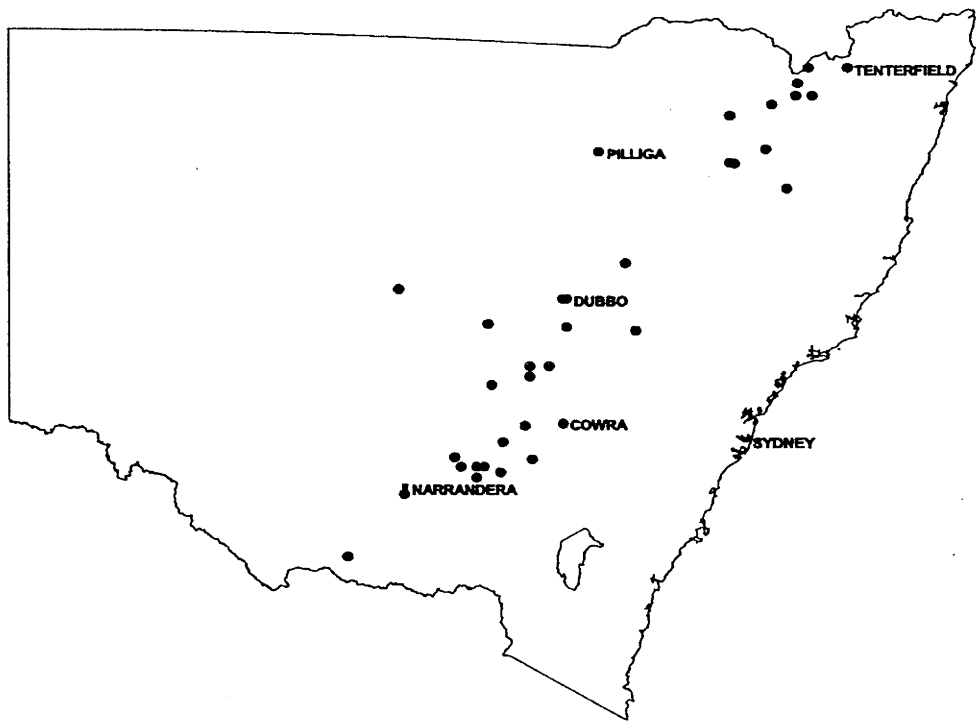 TENTERFIELD
PILLIGA
DUBBO
COWRA
SYDNEY
NARRANDERA